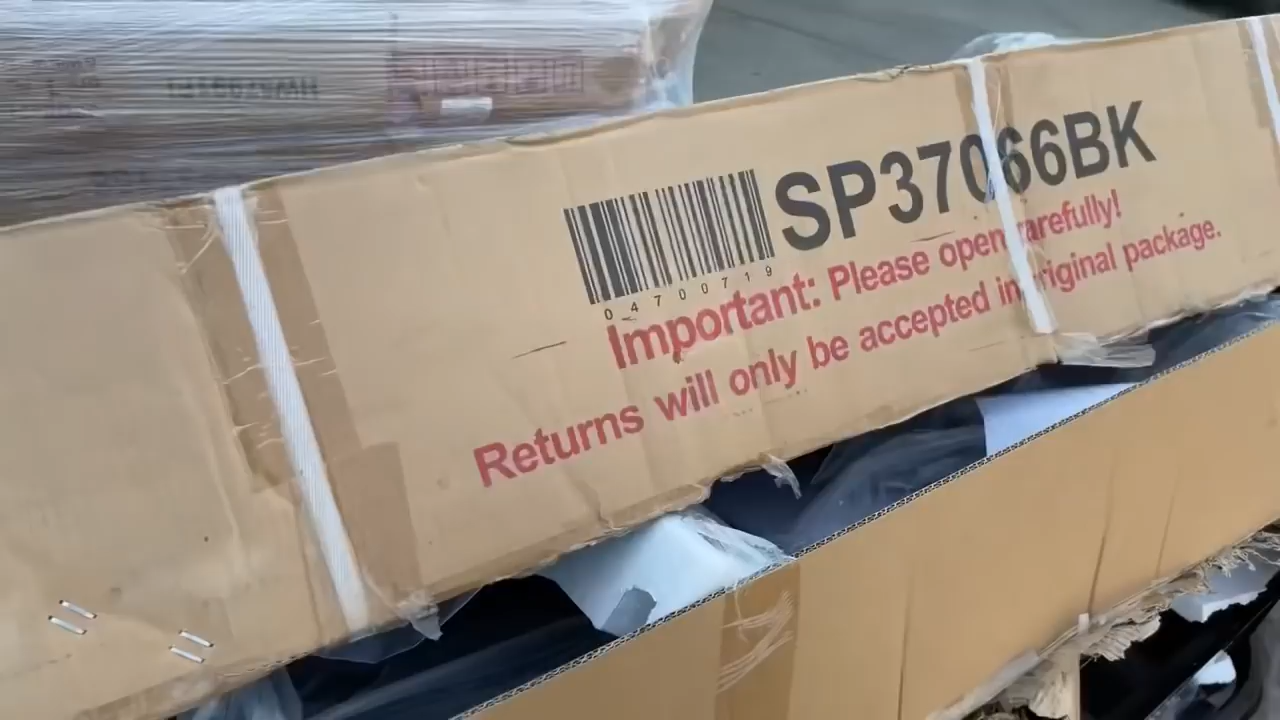 SP37066BK
04700719
Important: Please open carefully!
Returns will only be accepted in original package.